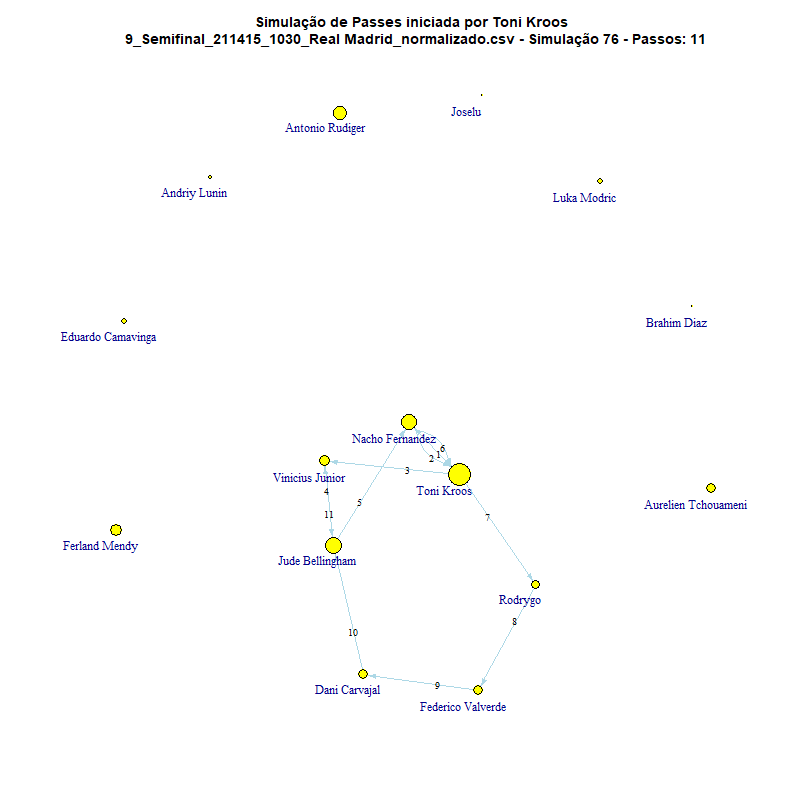 Simulação de Passes iniciada por Toni Kroos
9_Semifinal_211415_1030_Real Madrid_normalizado.csv - Simulação 76 - Passos: 11
Joselu
Antonio Rudiger
Andriy Lunin
Luka Modric
Brahim Diaz
Eduardo Camavinga
Nacho Fernandez
6
1
2
3
Vinicius Junior
Toni Kroos
4
5
Aurelien Tchouameni
11
7
Ferland Mendy
Jude Bellingham
Rodrygo
8
10
9
Dani Carvajal
Federico Valverde